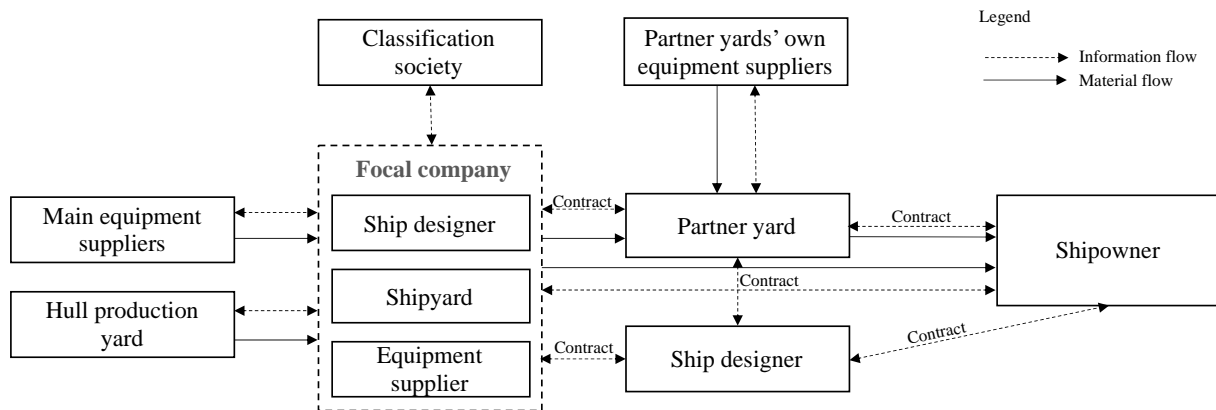 Legend
Information flow
Material flow
Classification
society
Partner yards' own
equipment suppliers
Focal company
Main equipment
suppliers
Hull production
yard
Ship designer
Shipyard
Equipment
supplier
Contract
Partner yard
Contract
Shipowner
Contract
Contract
Ship designer
Contract